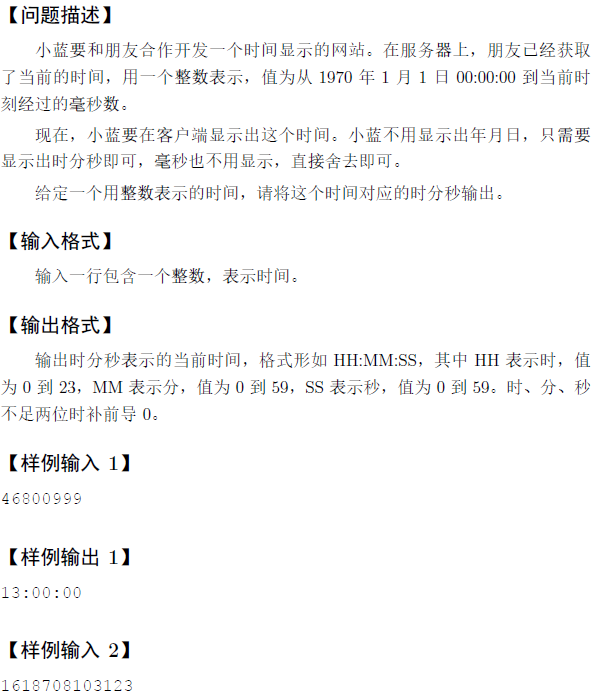 【问题描述】
小蓝要和朋友合作开发一个时间显示的网站。在服务器上，朋友已经获取
了当前的时间，用一个整数表示，值为从 1970 年 1 月 1 日 00:00:00 到当前时
刻经过的毫秒数。
现在，小蓝要在客户端显示出这个时间。小蓝不用显示出年月日，只需要
显示出时分秒即可，毫秒也不用显示，直接舍去即可。
给定一个用整数表示的时间，请将这个时间对应的时分秒输出。
【输入格式】
输入一行包含一个整数，表示时间。
【输出格式】
输出时分秒表示的当前时间，格式形如 HH:MM:SS，其中 HH 表示时，值
为 0 到 23，MM 表示分，值为 0 到 59，SS 表示秒，值为 0 到 59。时、分、秒
不足两位时补前导 0。
【样例输入 1】
46800999
【样例输出 1】
13:00:00
【样例输入 2】
1618708103123